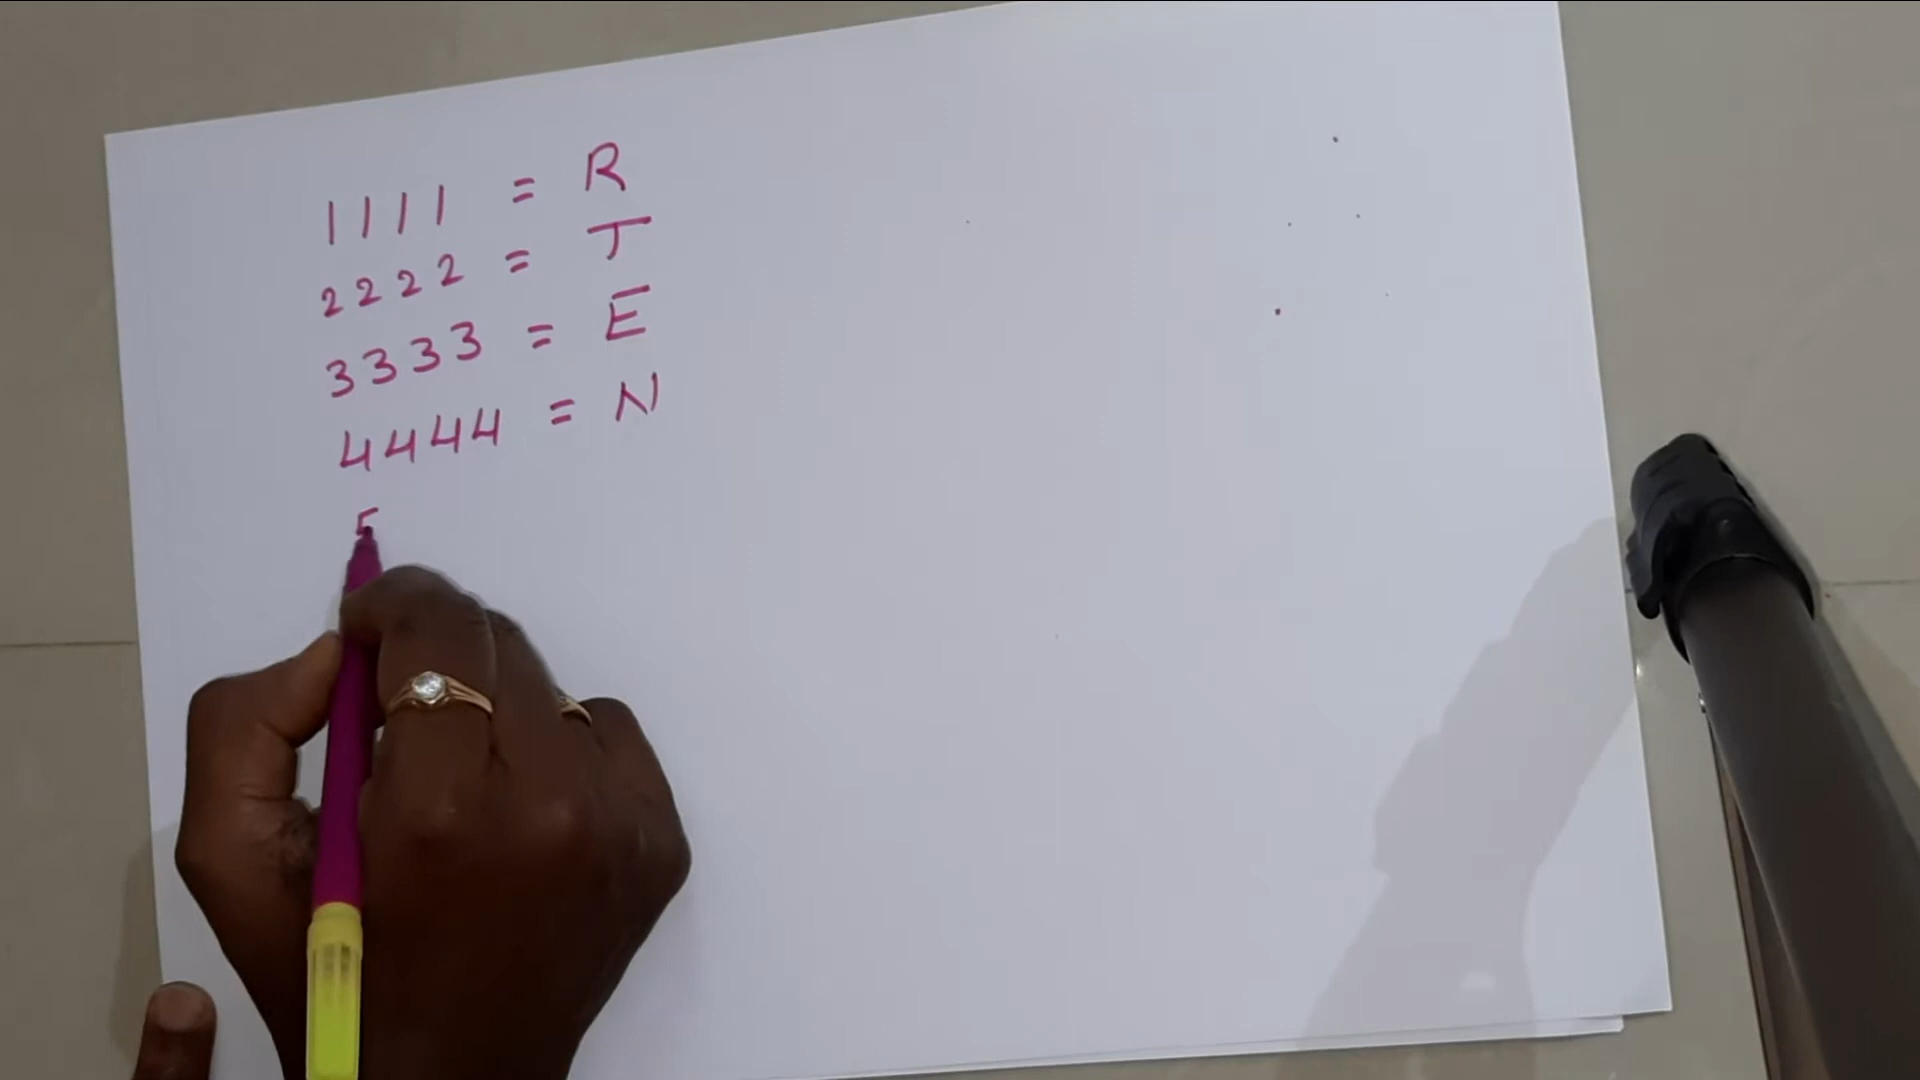 1111 = R
2222 = T
3333 = E
4444 = N
5